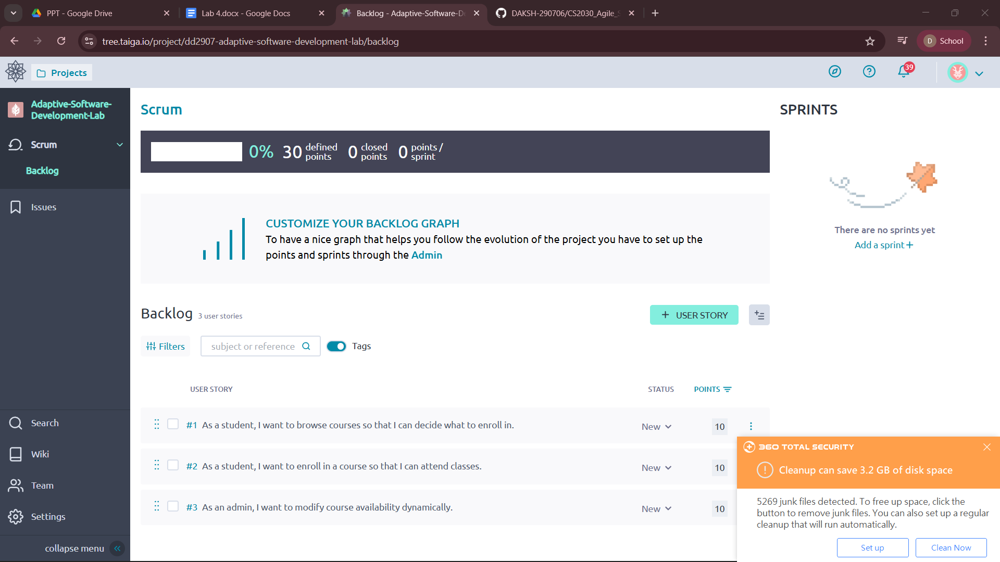 PPT - Google Drive
Lab 4.docx - Google Docs
Backlog - Adaptive-Software-D
DAKSH-290706/CS2030_Agile_S
tree.taiga.io/project/dd2907-adaptive-software-development-lab/backlog
D School
Projects
39
Adaptive-Software-
Development-Lab
Scrum
Backlog
Issues
Search
Wiki
Team
Settings
collapse menu
Scrum
0% 30 defined points 0 closed points 0 points / sprint
CUSTOMIZE YOUR BACKLOG GRAPH
To have a nice graph that helps you follow the evolution of the project you have to set up the
points and sprints through the Admin
Backlog 3 user stories
+ USER STORY
Filters
subject or reference
Tags
USER STORY STATUS POINTS
#1 As a student, I want to browse courses so that I can decide what to enroll in. New 10
#2 As a student, I want to enroll in a course so that I can attend classes. New 10
#3 As an admin, I want to modify course availability dynamically. New 10
SPRINTS
There are no sprints yet
Add a sprint+
360 TOTAL SECURITY
Cleanup can save 3.2 GB of disk space
5269 junk files detected. To free up space, click the
button to remove junk files. You can also set up a regular
cleanup that will run automatically.
Set up
Clean Now